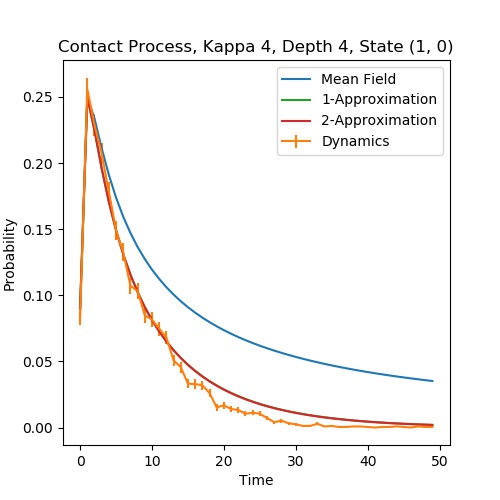 Contact Process, Kappa 4, Depth 4, State (1, 0)
Mean Field
1-Approximation
2-Approximation
Dynamics
0.25
0.20
0.15
0.10
0.05
0.00
Probability
0 10 20 30 40 50
Time